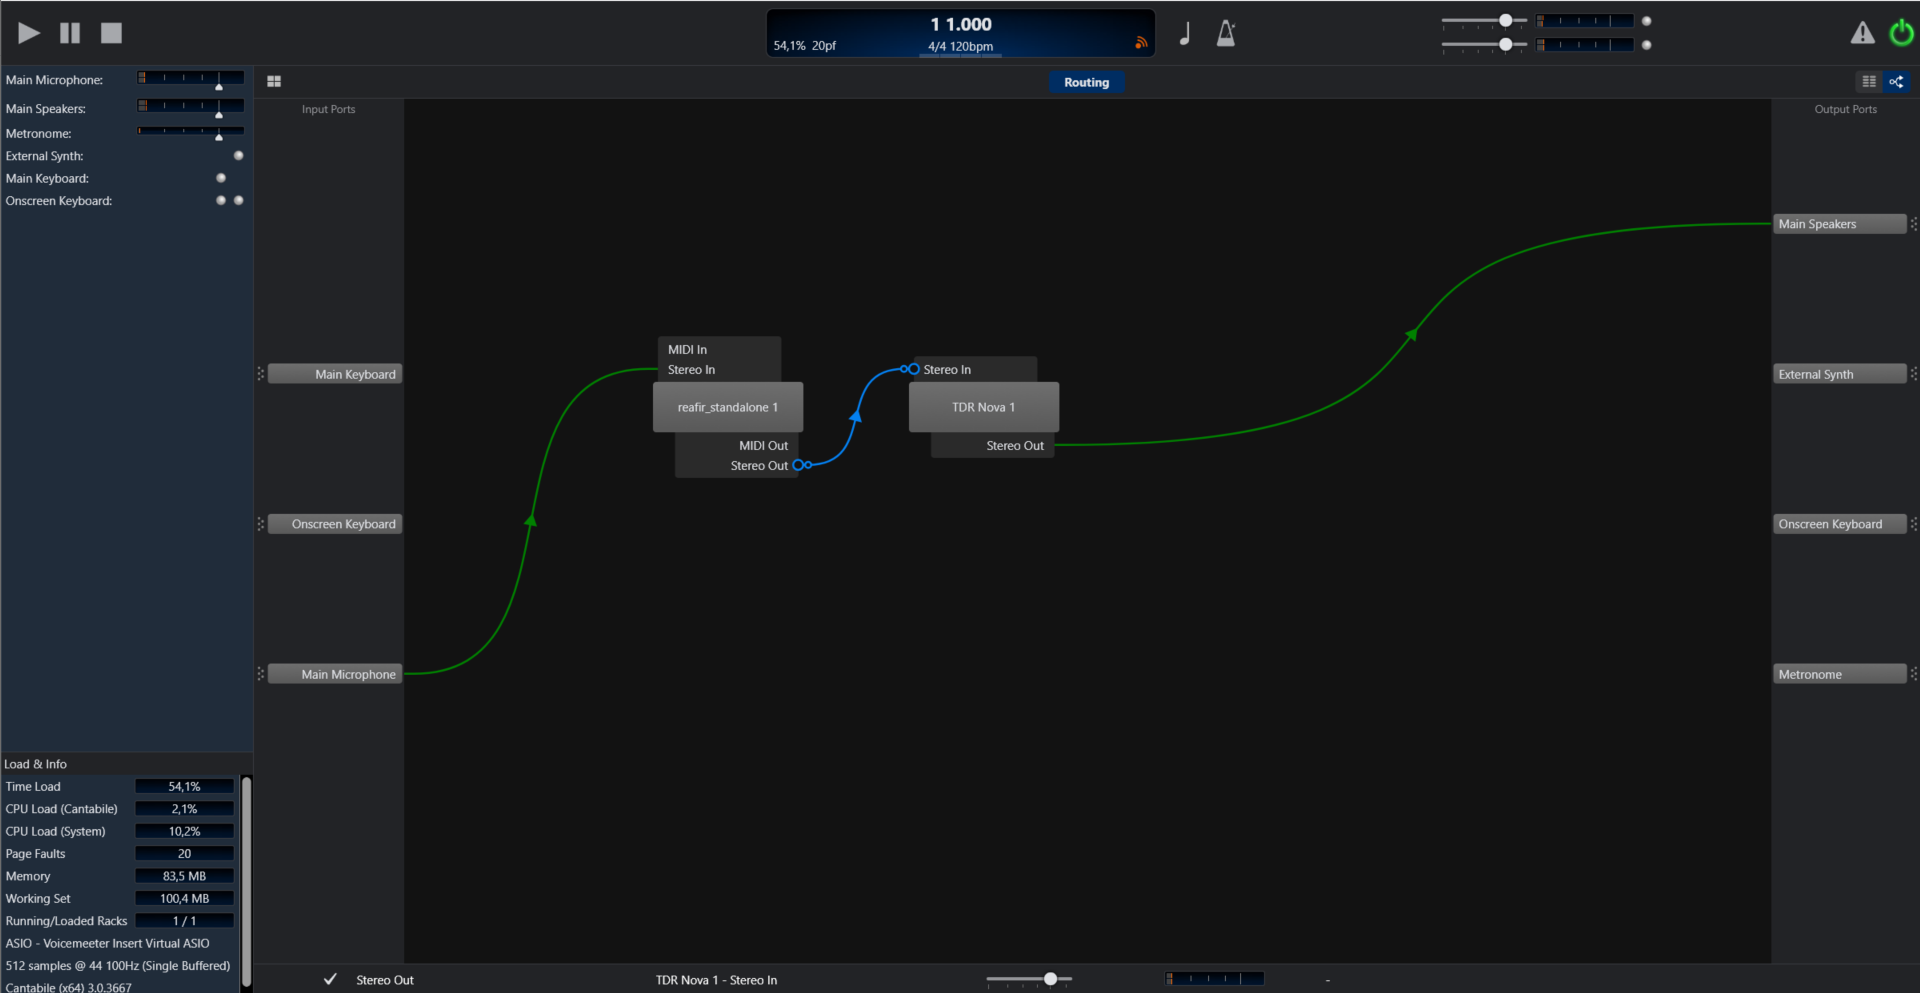 1 1.000
54,1% 20pf
4/4 120bpm
Main Microphone:
Main Speakers:
Metronome:
External Synth:
Main Keyboard:
Onscreen Keyboard:
Routing
Input Ports
Output Ports
Main Keyboard
Onscreen Keyboard
Main Microphone
MIDI In
Stereo In
reafir_standalone 1
MIDI Out
Stereo Out
Stereo In
TDR Nova 1
Stereo Out
Main Speakers
External Synth
Onscreen Keyboard
Metronome
Load & Info
Time Load 54,1%
CPU Load (Cantabile) 2,1%
CPU Load (System) 10,2%
Page Faults 20
Memory 83,5 MB
Working Set 100,4 MB
Running/Loaded Racks 1 / 1
ASIO - Voicemeeter Insert Virtual ASIO
512 samples @ 44 100Hz (Single Buffered)
Cantabile (x64) 3.0.3667
Stereo Out TDR Nova 1 - Stereo In -